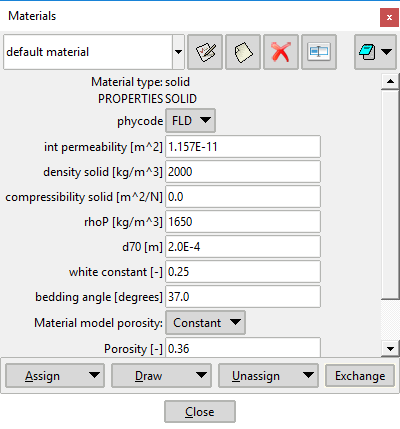 Materials
x
default material
Material type: solid
PROPERTIES SOLID
phycode FLD
int permeability [m^2] 1.157E-11
density solid [kg/m^3] 2000
compressibility solid [m^2/N] 0.0
rhoP [kg/m^3] 1650
d70 [m] 2.0E-4
white constant [-] 0.25
bedding angle [degrees] 37.0
Material model porosity: Constant
Porosity [-] 0.36
Assign Draw Unassign Exchange
Close